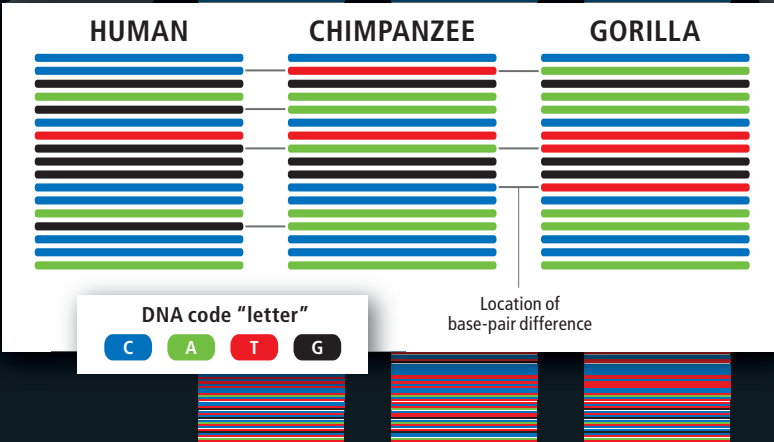 HUMAN CHIMPANZEE GORILLA
Location of
base-pair difference
DNA code "letter"
C A T G